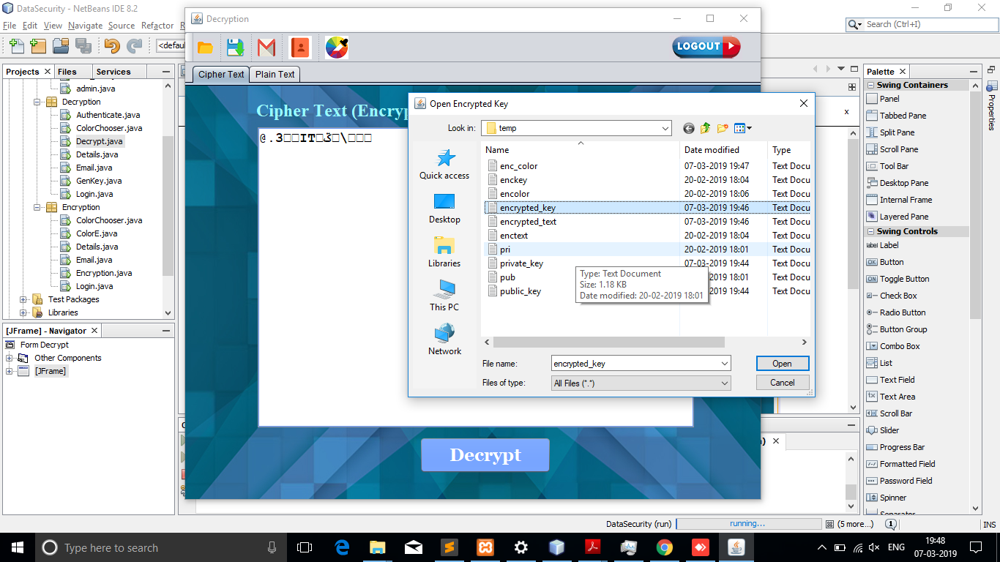 DataSecurity - NetBeans IDE 8.2
File Edit View Navigate Source Refactor
Search (Ctrl+I)
<defau
Projects Files Services
admin.java
Decryption
Authenticate.java
ColorChooser.java
Decrypt.java
Details.java
Email.java
GenKey.java
Login.java
Encryption
ColorChooser.java
ColorE.java
Details.java
Email.java
Encryption.java
Login.java
Test Packages
Libraries
[JFrame] - Navigator
Form Decrypt
Other Components
[JFrame]
Decryption
LOGOUT
Cipher Text Plain Text
Cipher Text (Encryp
Decrypt
Open Encrypted Key
Look in: temp
Quick access
Desktop
Libraries
This PC
Network
Name Date modified Type
enc_color 07-03-2019 19:47 Text Docu
enckey 20-02-2019 18:04 Text Docu
encolor 20-02-2019 18:06 Text Docu
encrypted_key 07-03-2019 19:46 Text Docu
encrypted_text 07-03-2019 19:46 Text Docu
enctext 20-02-2019 18:04 Text Docu
pri 20-02-2019 18:01 Text Docu
private_key 07-03-2019 19:44 Text Docu
pub 2019 18:01 Text Docu
public_key 2019 19:44 Text Docu
Type: Text Document
Size: 1.18 KB
Date modified: 20-02-2019 18:01
File name: encrypted_key Open
Files of type: All Files (*.*) Cancel
x
Palette
Swing Containers
Panel
Tabbed Pane
Split Pane
Scroll Pane
Tool Bar
Desktop Pane
Internal Frame
Layered Pane
Swing Controls
Label
Button
Toggle Button
Check Box
Radio Button
Button Group
Combo Box
List
Text Field
Text Area
Scroll Bar
Slider
Progress Bar
Formatted Field
Password Field
Spinner
Separator
Properties
DataSecurity (run) running... (5 more...) 1 INS
Type here to search
ENG
19:48
07-03-2019